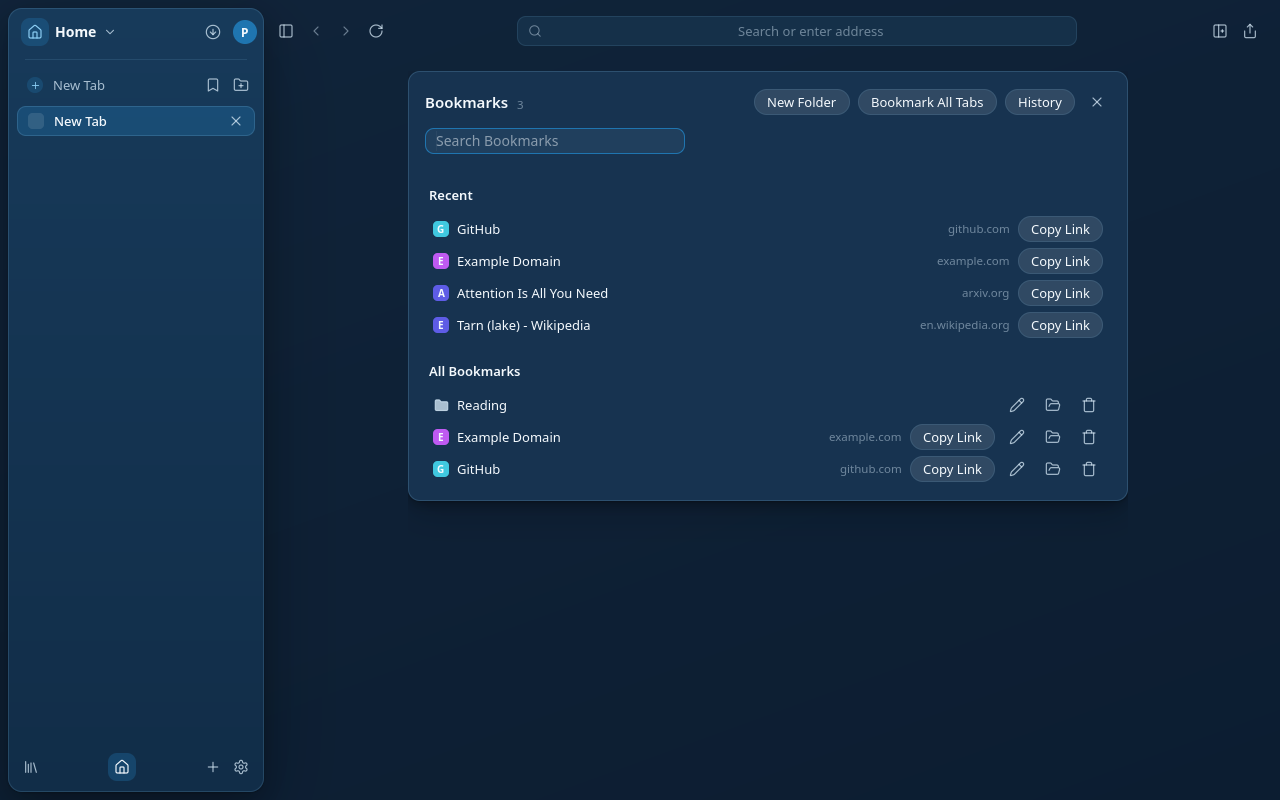 Home
P
Search or enter address
New Tab
New Tab
Bookmarks 3
New Folder
Bookmark All Tabs
History
Search Bookmarks
Recent
G GitHub github.com Copy Link
E Example Domain example.com Copy Link
A Attention Is All You Need arxiv.org Copy Link
E Tarn (lake) - Wikipedia en.wikipedia.org Copy Link
All Bookmarks
Reading
E Example Domain example.com Copy Link
G GitHub github.com Copy Link